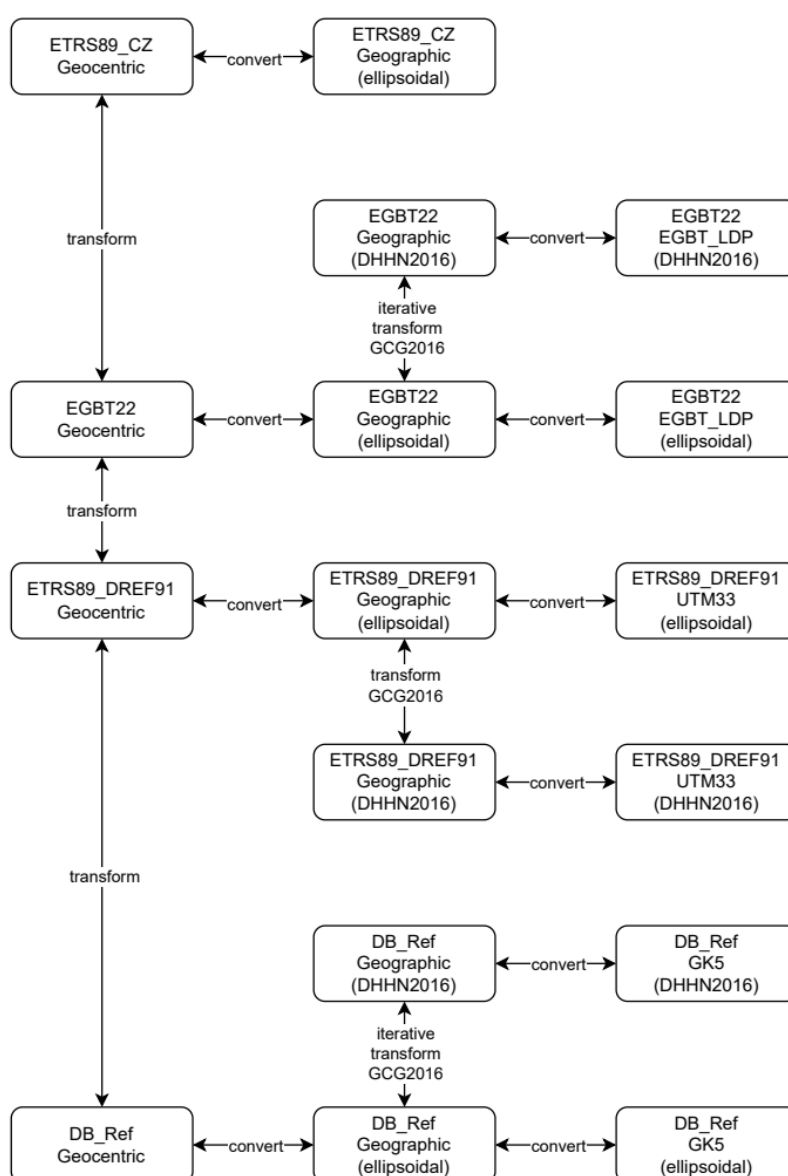 ETRS89_CZ
Geocentric
convert
ETRS89_CZ
Geographic
(ellipsoidal)
transform
EGBT22
Geographic
(DHHN2016)
convert
EGBT22
EGBT_LDP
(DHHN2016)
iterative
transform
GCG2016
EGBT22
Geocentric
convert
EGBT22
Geographic
(ellipsoidal)
convert
EGBT22
EGBT_LDP
(ellipsoidal)
transform
ETRS89_DREF91
Geocentric
convert
ETRS89_DREF91
Geographic
(ellipsoidal)
convert
ETRS89_DREF91
UTM33
(ellipsoidal)
transform
GCG2016
ETRS89_DREF91
Geographic
(DHHN2016)
convert
ETRS89_DREF91
UTM33
(DHHN2016)
transform
DB_Ref
Geographic
(DHHN2016)
convert
DB_Ref
GK5
(DHHN2016)
iterative
transform
GCG2016
DB_Ref
Geocentric
convert
DB_Ref
Geographic
(ellipsoidal)
convert
DB_Ref
GK5
(ellipsoidal)